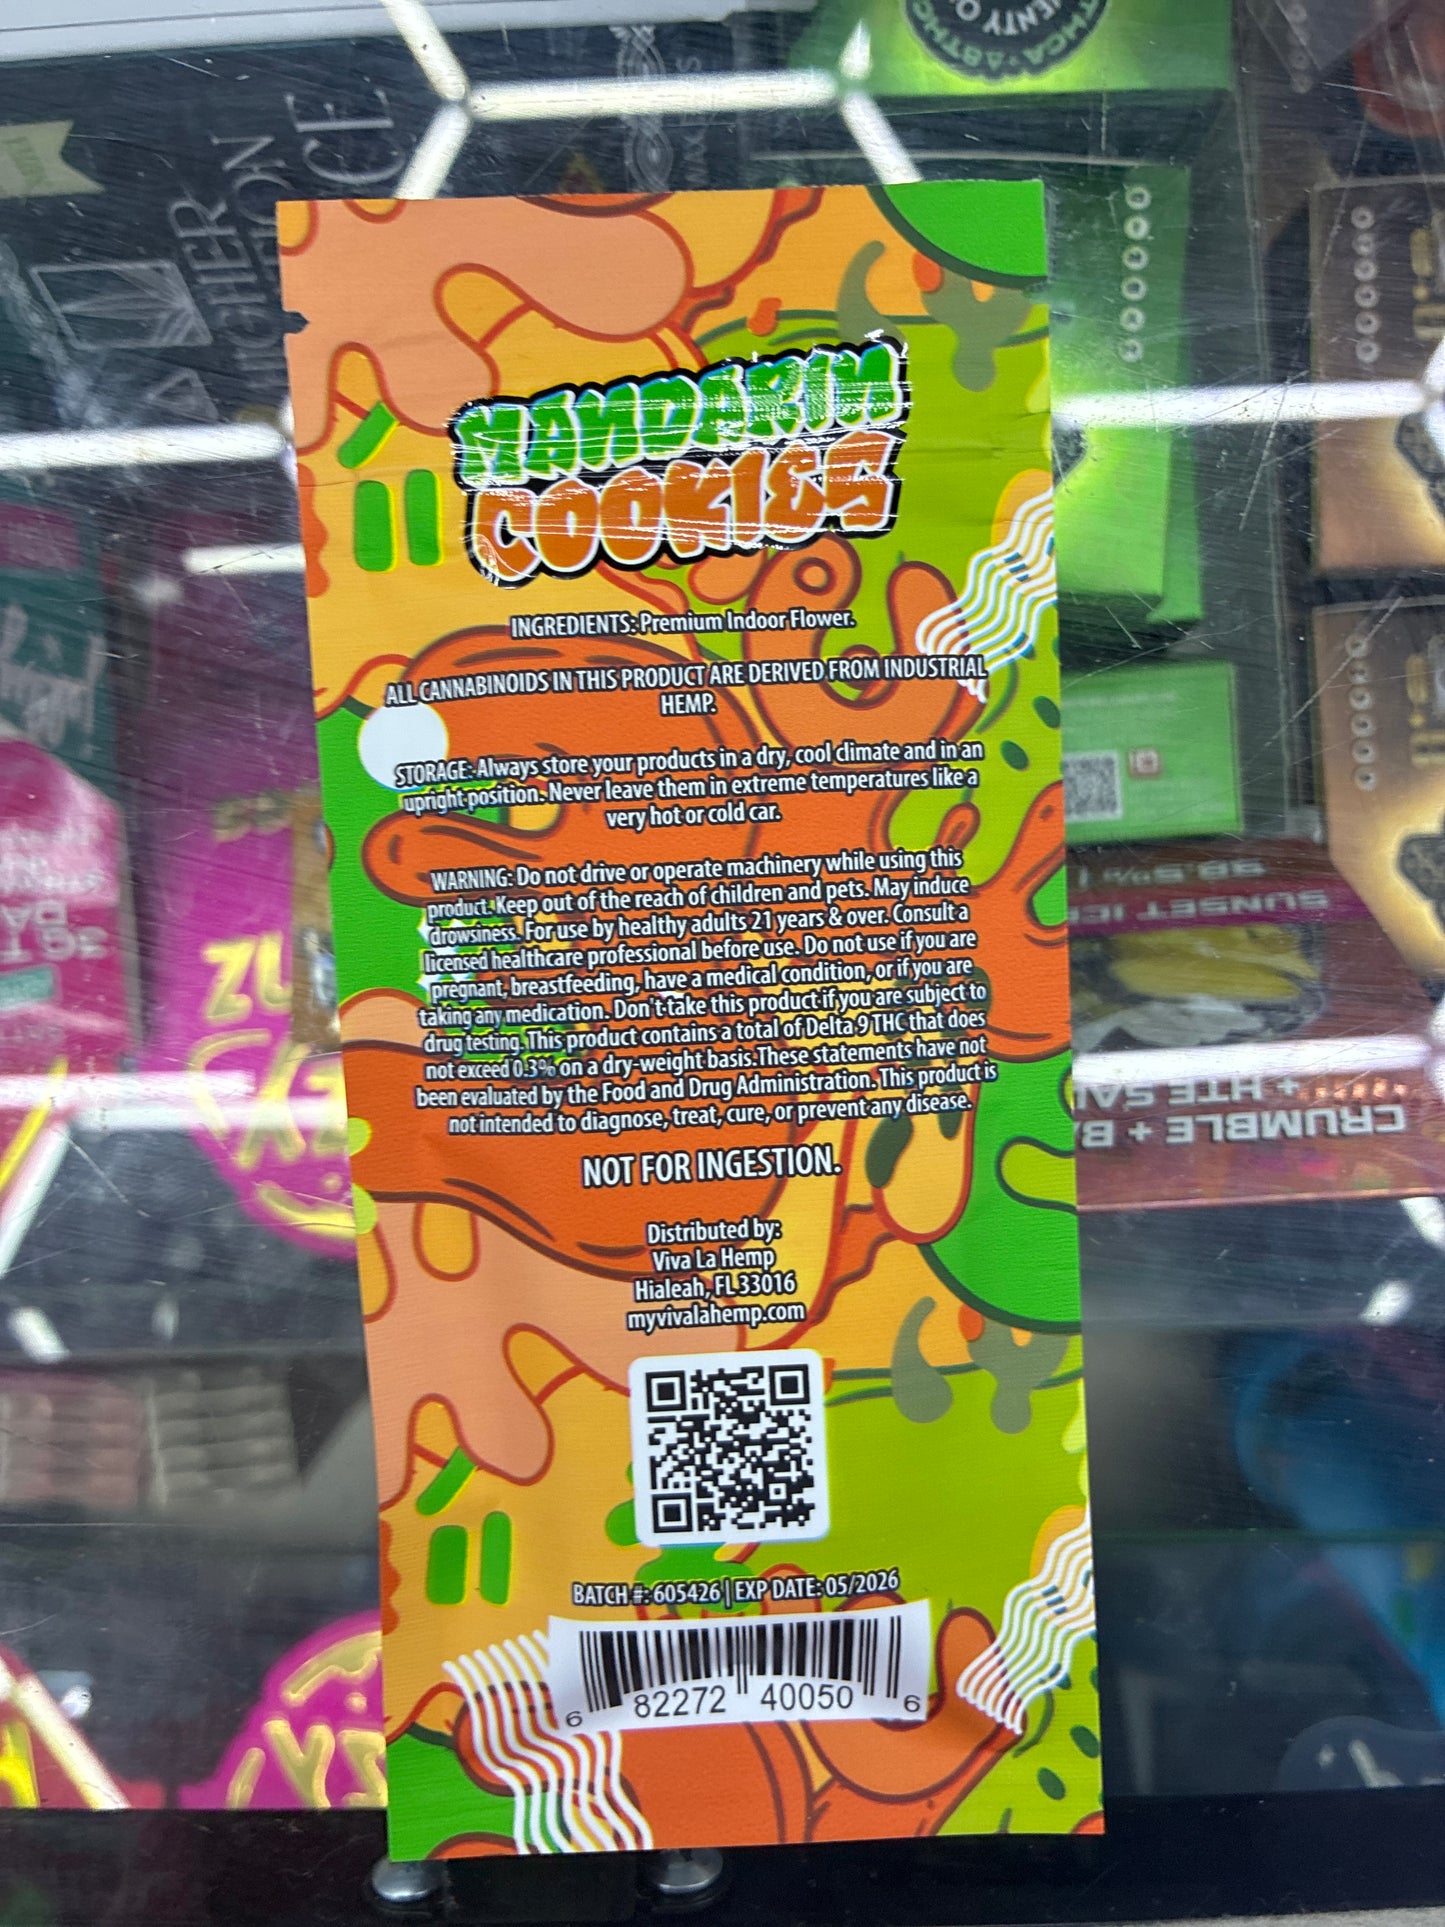 MANDARIN
COOKIES
INGREDIENTS: Premium Indoor Flower.
ALL CANNABINOIDS IN THIS PRODUCT ARE DERIVED FROM INDUSTRIAL
HEMP.
STORAGE: Always store your products in a dry, cool climate and in an
upright position. Never leave them in extreme temperatures like a
very hot or cold car.
WARNING: Do not drive or operate machinery while using this
product. Keep out of the reach of children and pets. May induce
drowsiness. For use by healthy adults 21 years & over. Consult a
licensed healthcare professional before use. Do not use if you are
pregnant, breastfeeding, have a medical condition, or if you are
taking any medication. Don't take this product if you are subject to
drug testing. This product contains a total of Delta 9 THC that does
not exceed 0.3% on a dry-weight basis. These statements have not
been evaluated by the Food and Drug Administration. This product is
not intended to diagnose, treat, cure, or prevent any disease.
NOT FOR INGESTION.
Distributed by:
Viva La Hemp
Hialeah, FL 33016
myvivalahemp.com
BATCH #: 605426 | EXP DATE: 05/2026
6 82272 40050 6
HIGHER
SUNSET
CRUMBLE + BA
+ HTE SA